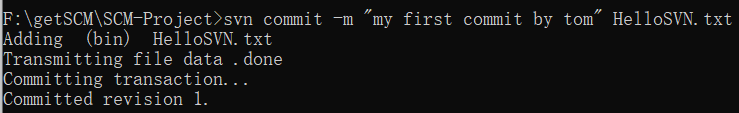 F:\getSCM\SCM-Project>svn commit -m "my first commit by tom" HelloSVN.txt
Adding  (bin)  HelloSVN.txt
Transmitting file data .done
Committing transaction...
Committed revision 1.